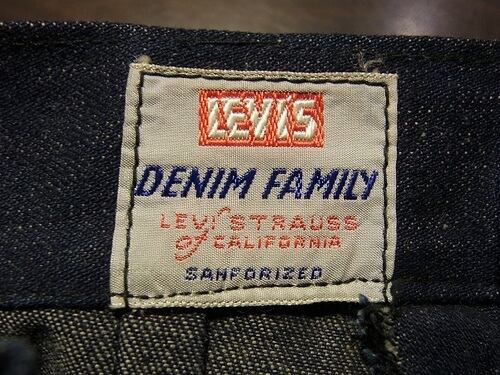 LEVI'S
DENIM FAMILY
LEVI STRAUSS
of CALIFORNIA
SANFORIZED